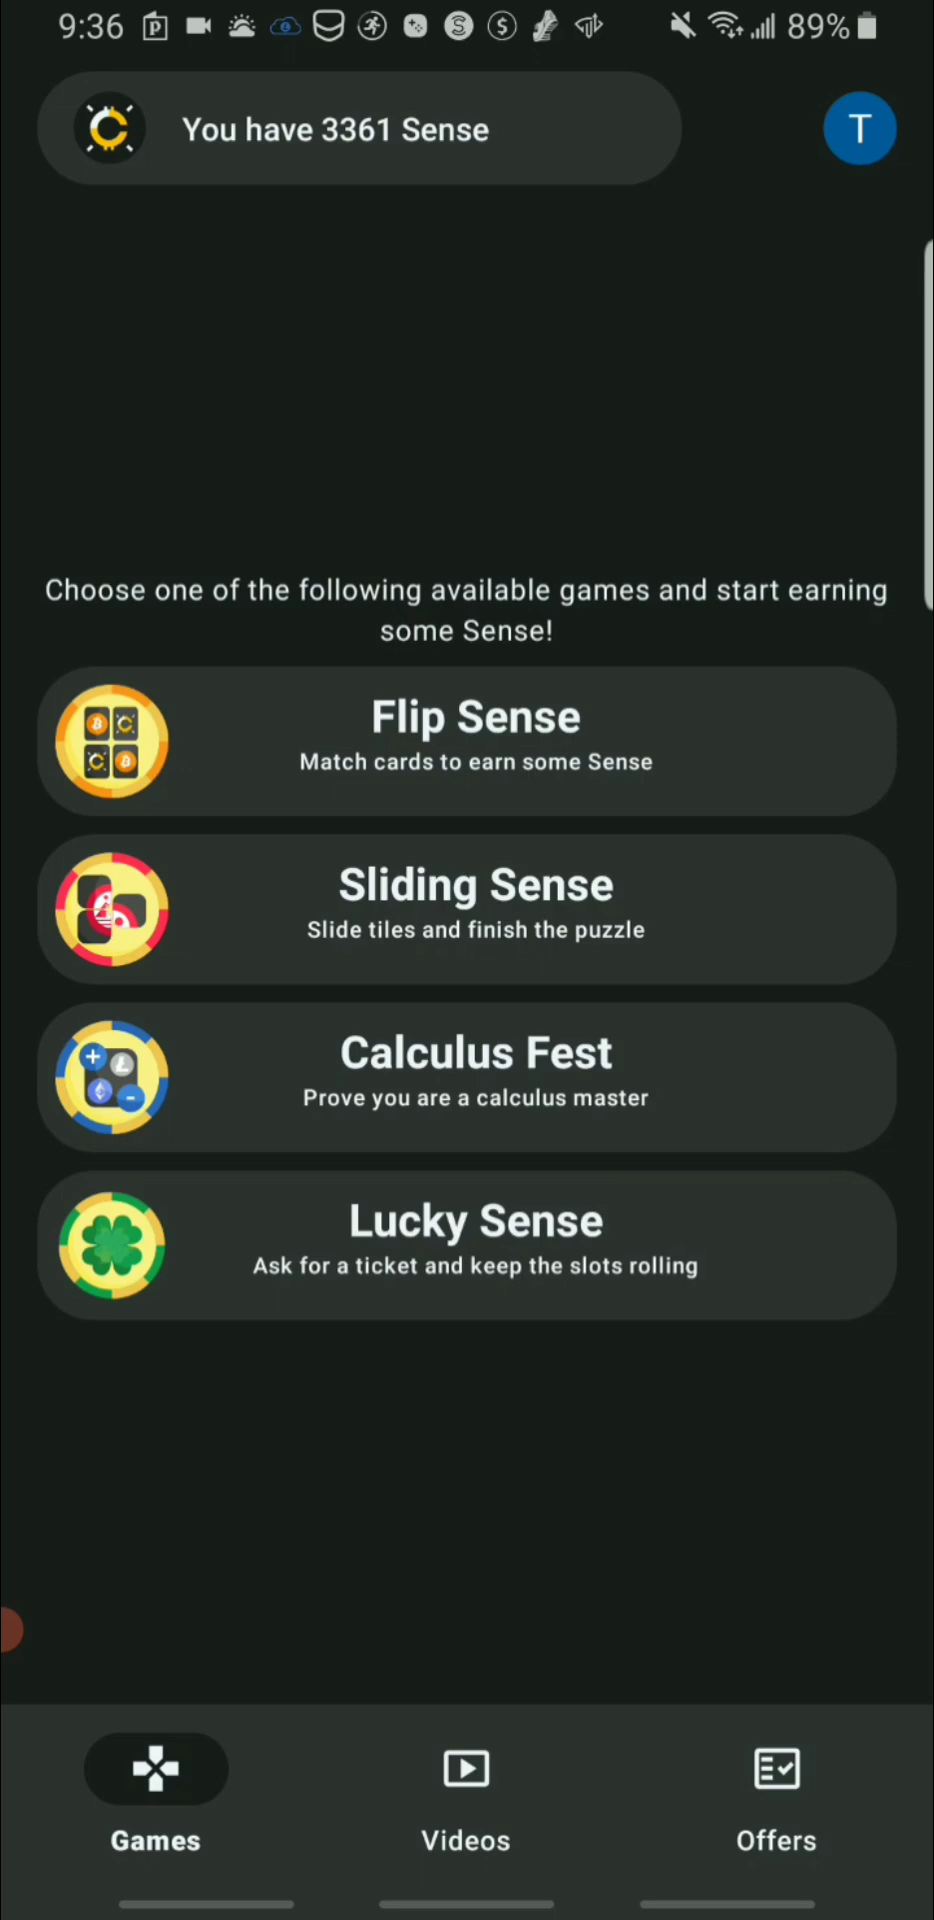 9:36
89%
You have 3361 Sense
T
Choose one of the following available games and start earning
some Sense!
Flip Sense
Match cards to earn some Sense
Sliding Sense
Slide tiles and finish the puzzle
Calculus Fest
Prove you are a calculus master
Lucky Sense
Ask for a ticket and keep the slots rolling
Games
Videos
Offers